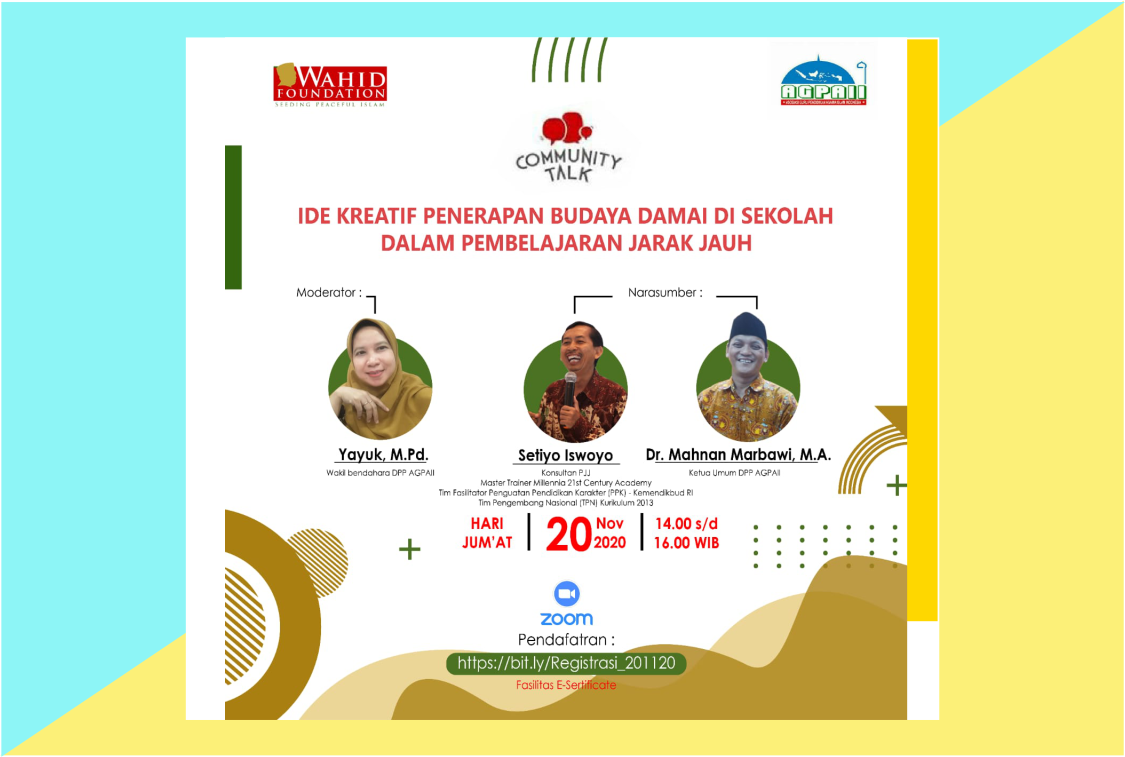 WAHID
FOUNDATION
SEEDING PEACEFUL ISLAM
AGPAII
COMMUNITY
TALK
IDE KREATIF PENERAPAN BUDAYA DAMAI DI SEKOLAH
DALAM PEMBELAJARAN JARAK JAUH
Moderator :
Narasumber :
Yayuk, M.Pd.
Wakil bendahara DPP AGPAII
Setiyo Iswoyo
Konsultan PJJ
Master Trainer Millennia 21st Century Academy
Tim Fasilitator Penguatan Pendidikan Karakter (PPK) - Kemendikbud RI
Tim Pengembang Nasional (TPN) Kurikulum 2013
Dr. Mahnan Marbawi, M.A.
Ketua Umum DPP AGPAII
HARI
JUM'AT
20 Nov
2020
14.00 s/d
16.00 WIB
zoom
Pendafatran :
https://bit.ly/Registrasi_201120
Fasilitas E-Sertificate